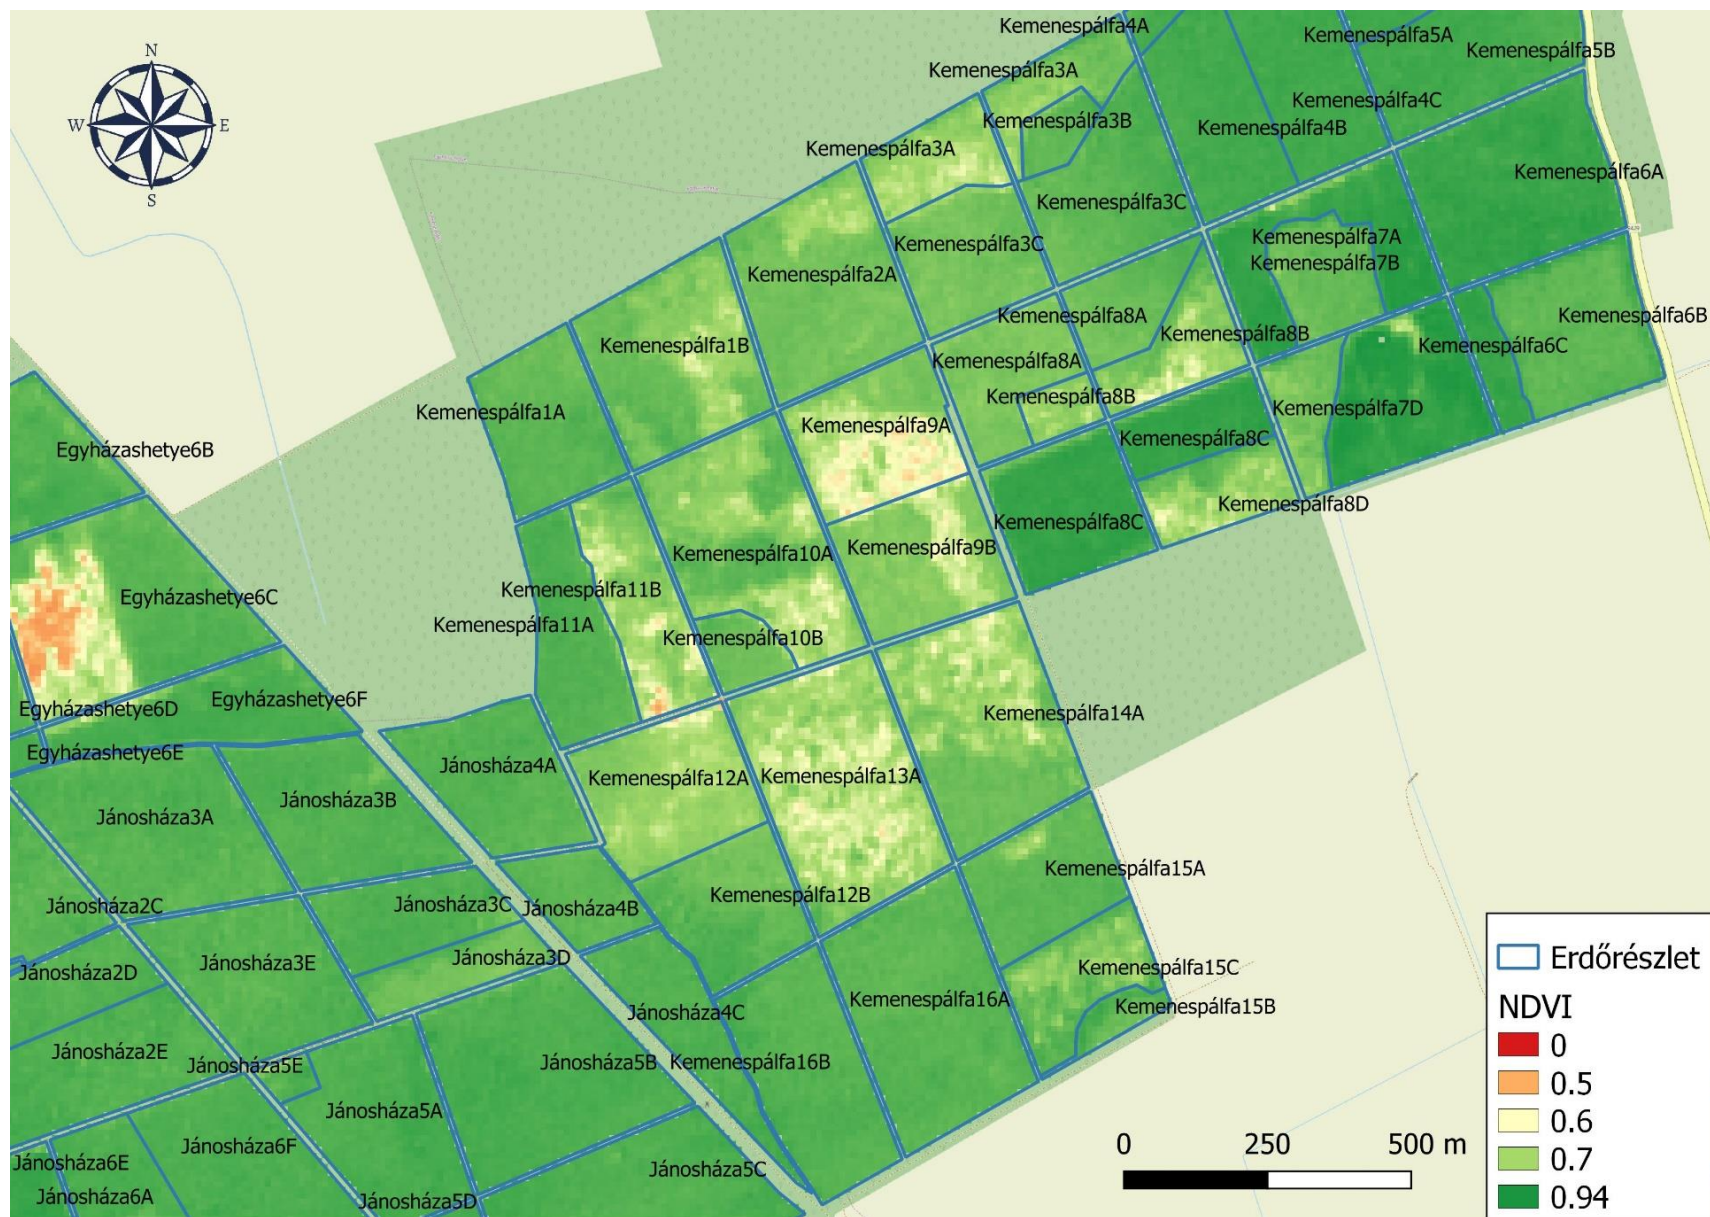 N
W
E
S
Kemenespálfa4A
Kemenespálfa5A
Kemenespálfa5B
Kemenespálfa3A
Kemenespálfa4C
Kemenespálfa3B
Kemenespálfa4B
Kemenespálfa3A
Kemenespálfa6A
Kemenespálfa3C
Kemenespálfa7A
Kemenespálfa3C
Kemenespálfa7B
Kemenespálfa2A
Kemenespálfa8A
Kemenespálfa6B
Kemenespálfa8B
Kemenespálfa1B
Kemenespálfa6C
Kemenespálfa8A
Kemenespálfa8B
Kemenespálfa7D
Kemenespálfa1A
Kemenespálfa9A
Kemenespálfa8C
Egyházashetye6B
Kemenespálfa8D
Kemenespálfa8C
Kemenespálfa10A
Kemenespálfa9B
Kemenespálfa11B
Egyházashetye6C
Kemenespálfa11A
Kemenespálfa10B
Egyházashetye6F
Egyházashetye6D
Kemenespálfa14A
Egyházashetye6E
Jánosháza4A
Kemenespálfa12A
Kemenespálfa13A
Jánosháza3B
Jánosháza3A
Kemenespálfa15A
Kemenespálfa12B
Jánosháza2C
Jánosháza3C
Jánosháza4B
Jánosháza3D
Jánosháza3E
Kemenespálfa15C
Jánosháza2D
Kemenespálfa16A
Kemenespálfa15B
Jánosháza4C
Jánosháza2E
Jánosháza5E
Jánosháza5B
Kemenespálfa16B
Jánosháza5A
Jánosháza6F
Jánosháza6E
Jánosháza5C
Jánosháza6A
Jánosháza5D
0 250 500 m
Erdőrészlet
NDVI
0
0.5
0.6
0.7
0.94